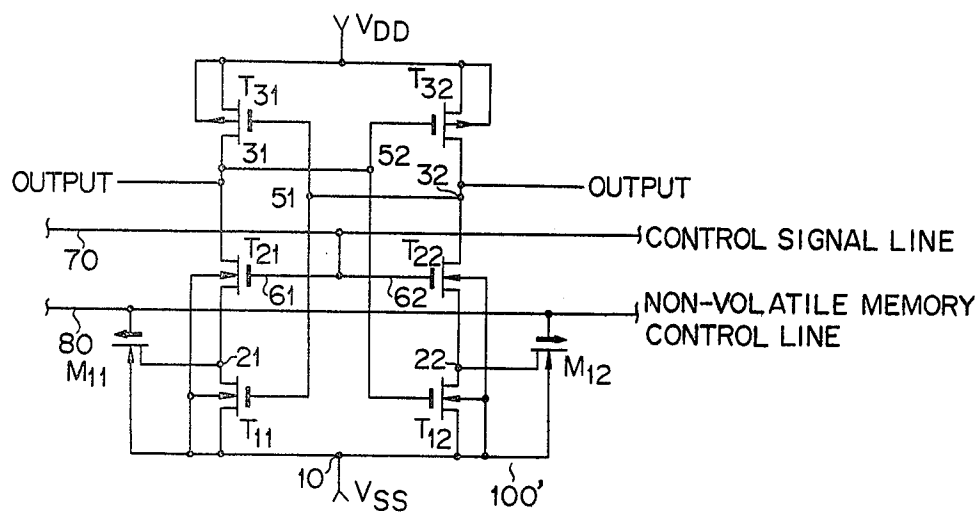 VDD
T31 T32
31 52
OUTPUT 51 32 OUTPUT
70 T21 T22 CONTROL SIGNAL LINE
61 62
80 NON-VOLATILE MEMORY
CONTROL LINE
M11 21 22 M12
T11 T12
10' VSS 100'